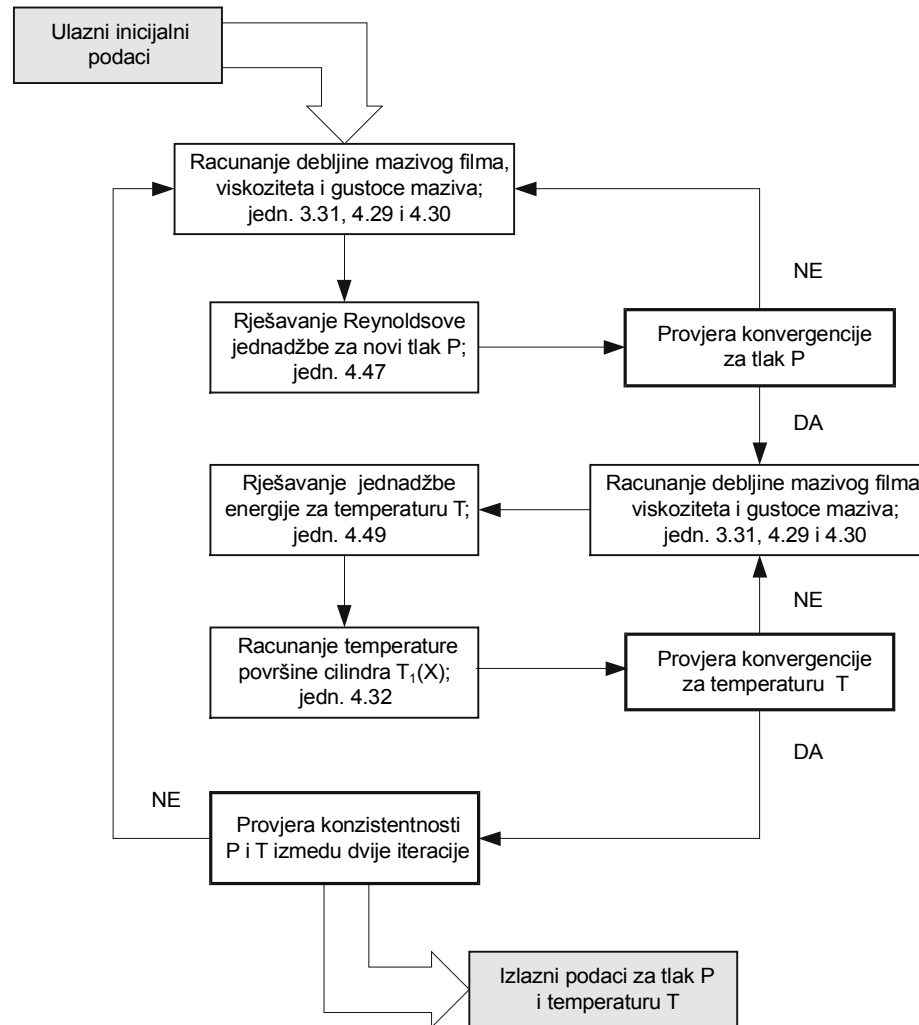 Ulazni inicijalni
podaci
Racunanje debljine mazivog filma,
viskoziteta i gustoce maziva;
jedn. 3.31, 4.29 i 4.30
NE
Rješavanje Reynoldsove
jednadžbe za novi tlak P;
jedn. 4.47
Provjera konvergencije
za tlak P
DA
Rješavanje jednadžbe
energije za temperaturu T;
jedn. 4.49
Racunanje debljine mazivog filma,
viskoziteta i gustoce maziva;
jedn. 3.31, 4.29 i 4.30
NE
Racunanje temperature
površine cilindra T₁(X);
jedn. 4.32
Provjera konvergencije
za temperaturu T
DA
NE
Provjera konzistentnosti
P i T izmedu dvije iteracije
Izlazni podaci za tlak P
i temperaturu T